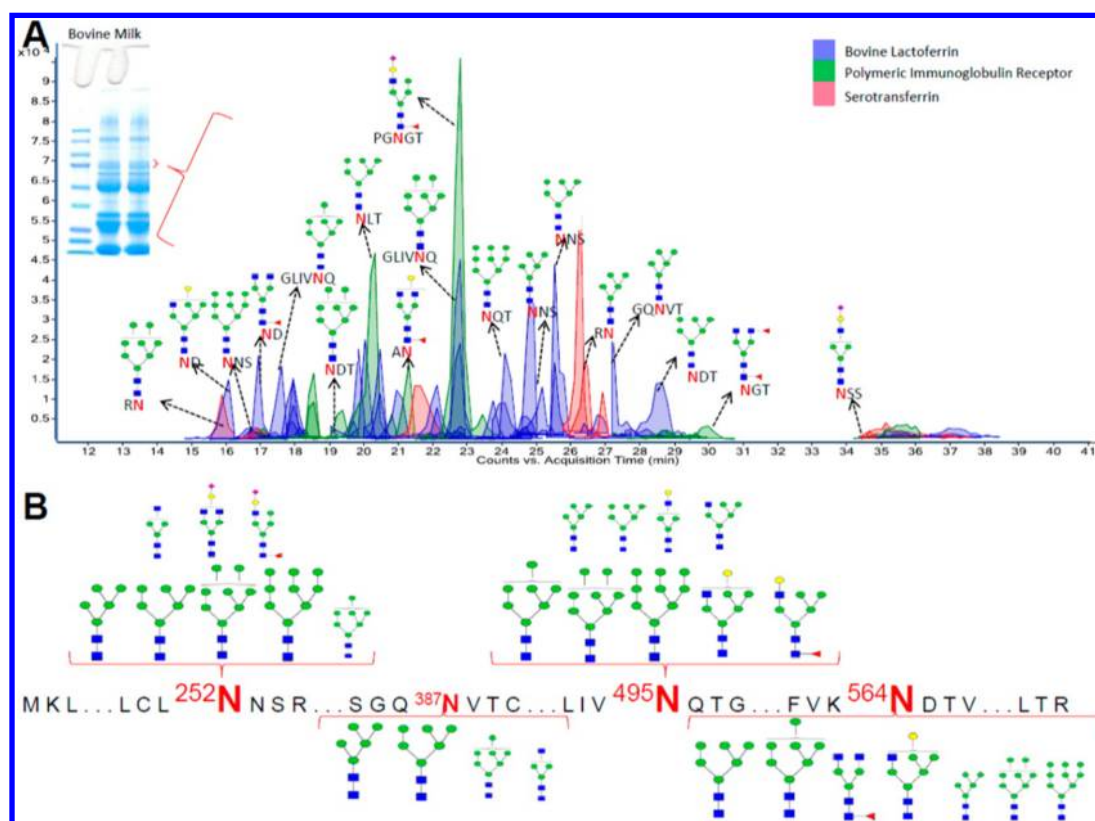 A
Bovine Milk
x10 4
9
8.5
8
7.5
7
6.5
6
5.5
5
4.5
4
3.5
3
2.5
2
1.5
1
0.5
Bovine Lactoferrin
Polymeric Immunoglobulin Receptor
Serotransferrin
PGNGT
NLT
GLIVNQ
GLIVNQ
NNS
NQT
NNS
RN
GQNVT
ND
NDT
AN
NDT
ND
NNS
RN
NGT
NSS
12 13 14 15 16 17 18 19 20 21 22 23 24 25 26 27 28 29 30 31 32 33 34 35 36 37 38 39 40 41
Counts vs. Acquisition Time (min)
B
MKL...LCL 252N NSR...SGQ 387N VTC...LIV 495N QTG...FVK 564N DTV...LTR